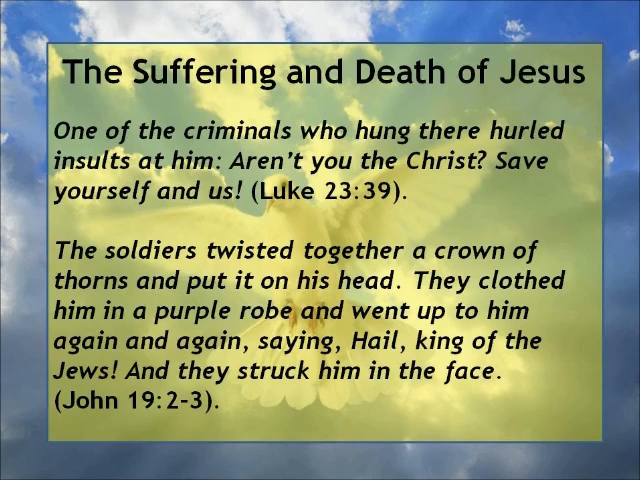 The Suffering and Death of Jesus
One of the criminals who hung there hurled
insults at him: Aren’t you the Christ? Save
yourself and us! (Luke 23:39).
The soldiers twisted together a crown of
thorns and put it on his head. They clothed
him in a purple robe and went up to him
again and again, saying, Hail, king of the
Jews! And they struck him in the face.
(John 19:2–3).